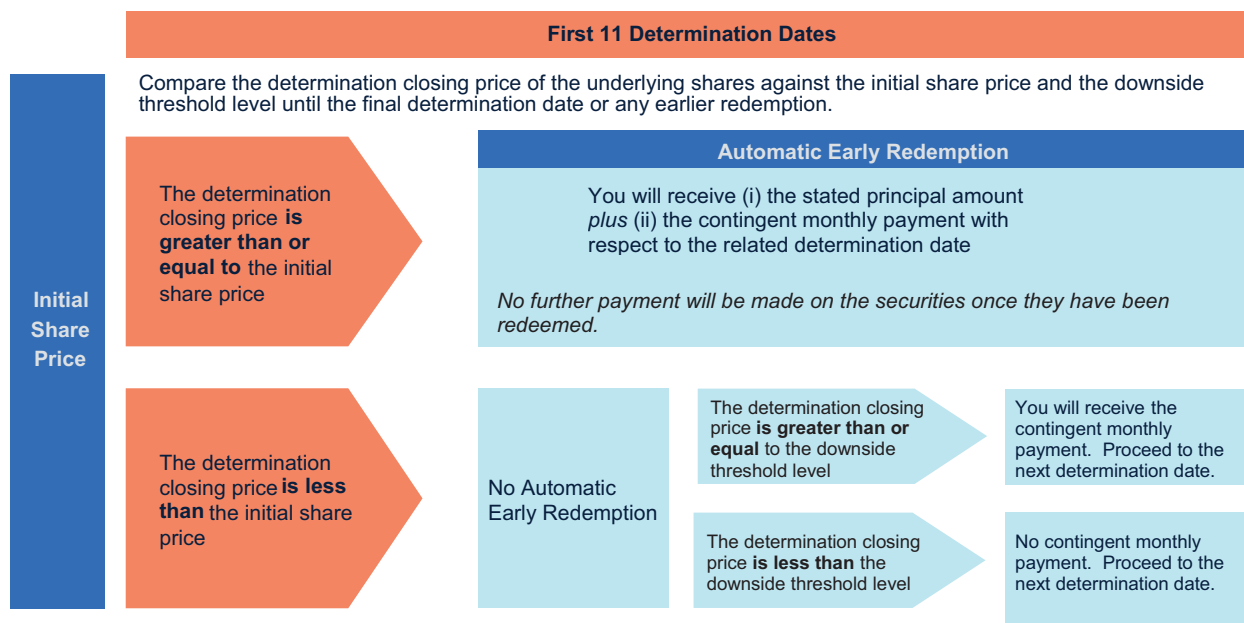 First 11 Determination Dates
Compare the determination closing price of the underlying shares against the initial share price and the downside
threshold level until the final determination date or any earlier redemption.
Initial
Share
Price
The determination
closing price is
greater than or
equal to the initial
share price
Automatic Early Redemption
You will receive (i) the stated principal amount
plus (ii) the contingent monthly payment with
respect to the related determination date
No further payment will be made on the securities once they have been
redeemed.
The determination
closing price is less
than the initial share
price
No Automatic
Early Redemption
The determination closing
price is greater than or
equal to the downside
threshold level
You will receive the
contingent monthly
payment. Proceed to the
next determination date.
The determination closing
price is less than the
downside threshold level
No contingent monthly
payment. Proceed to the
next determination date.